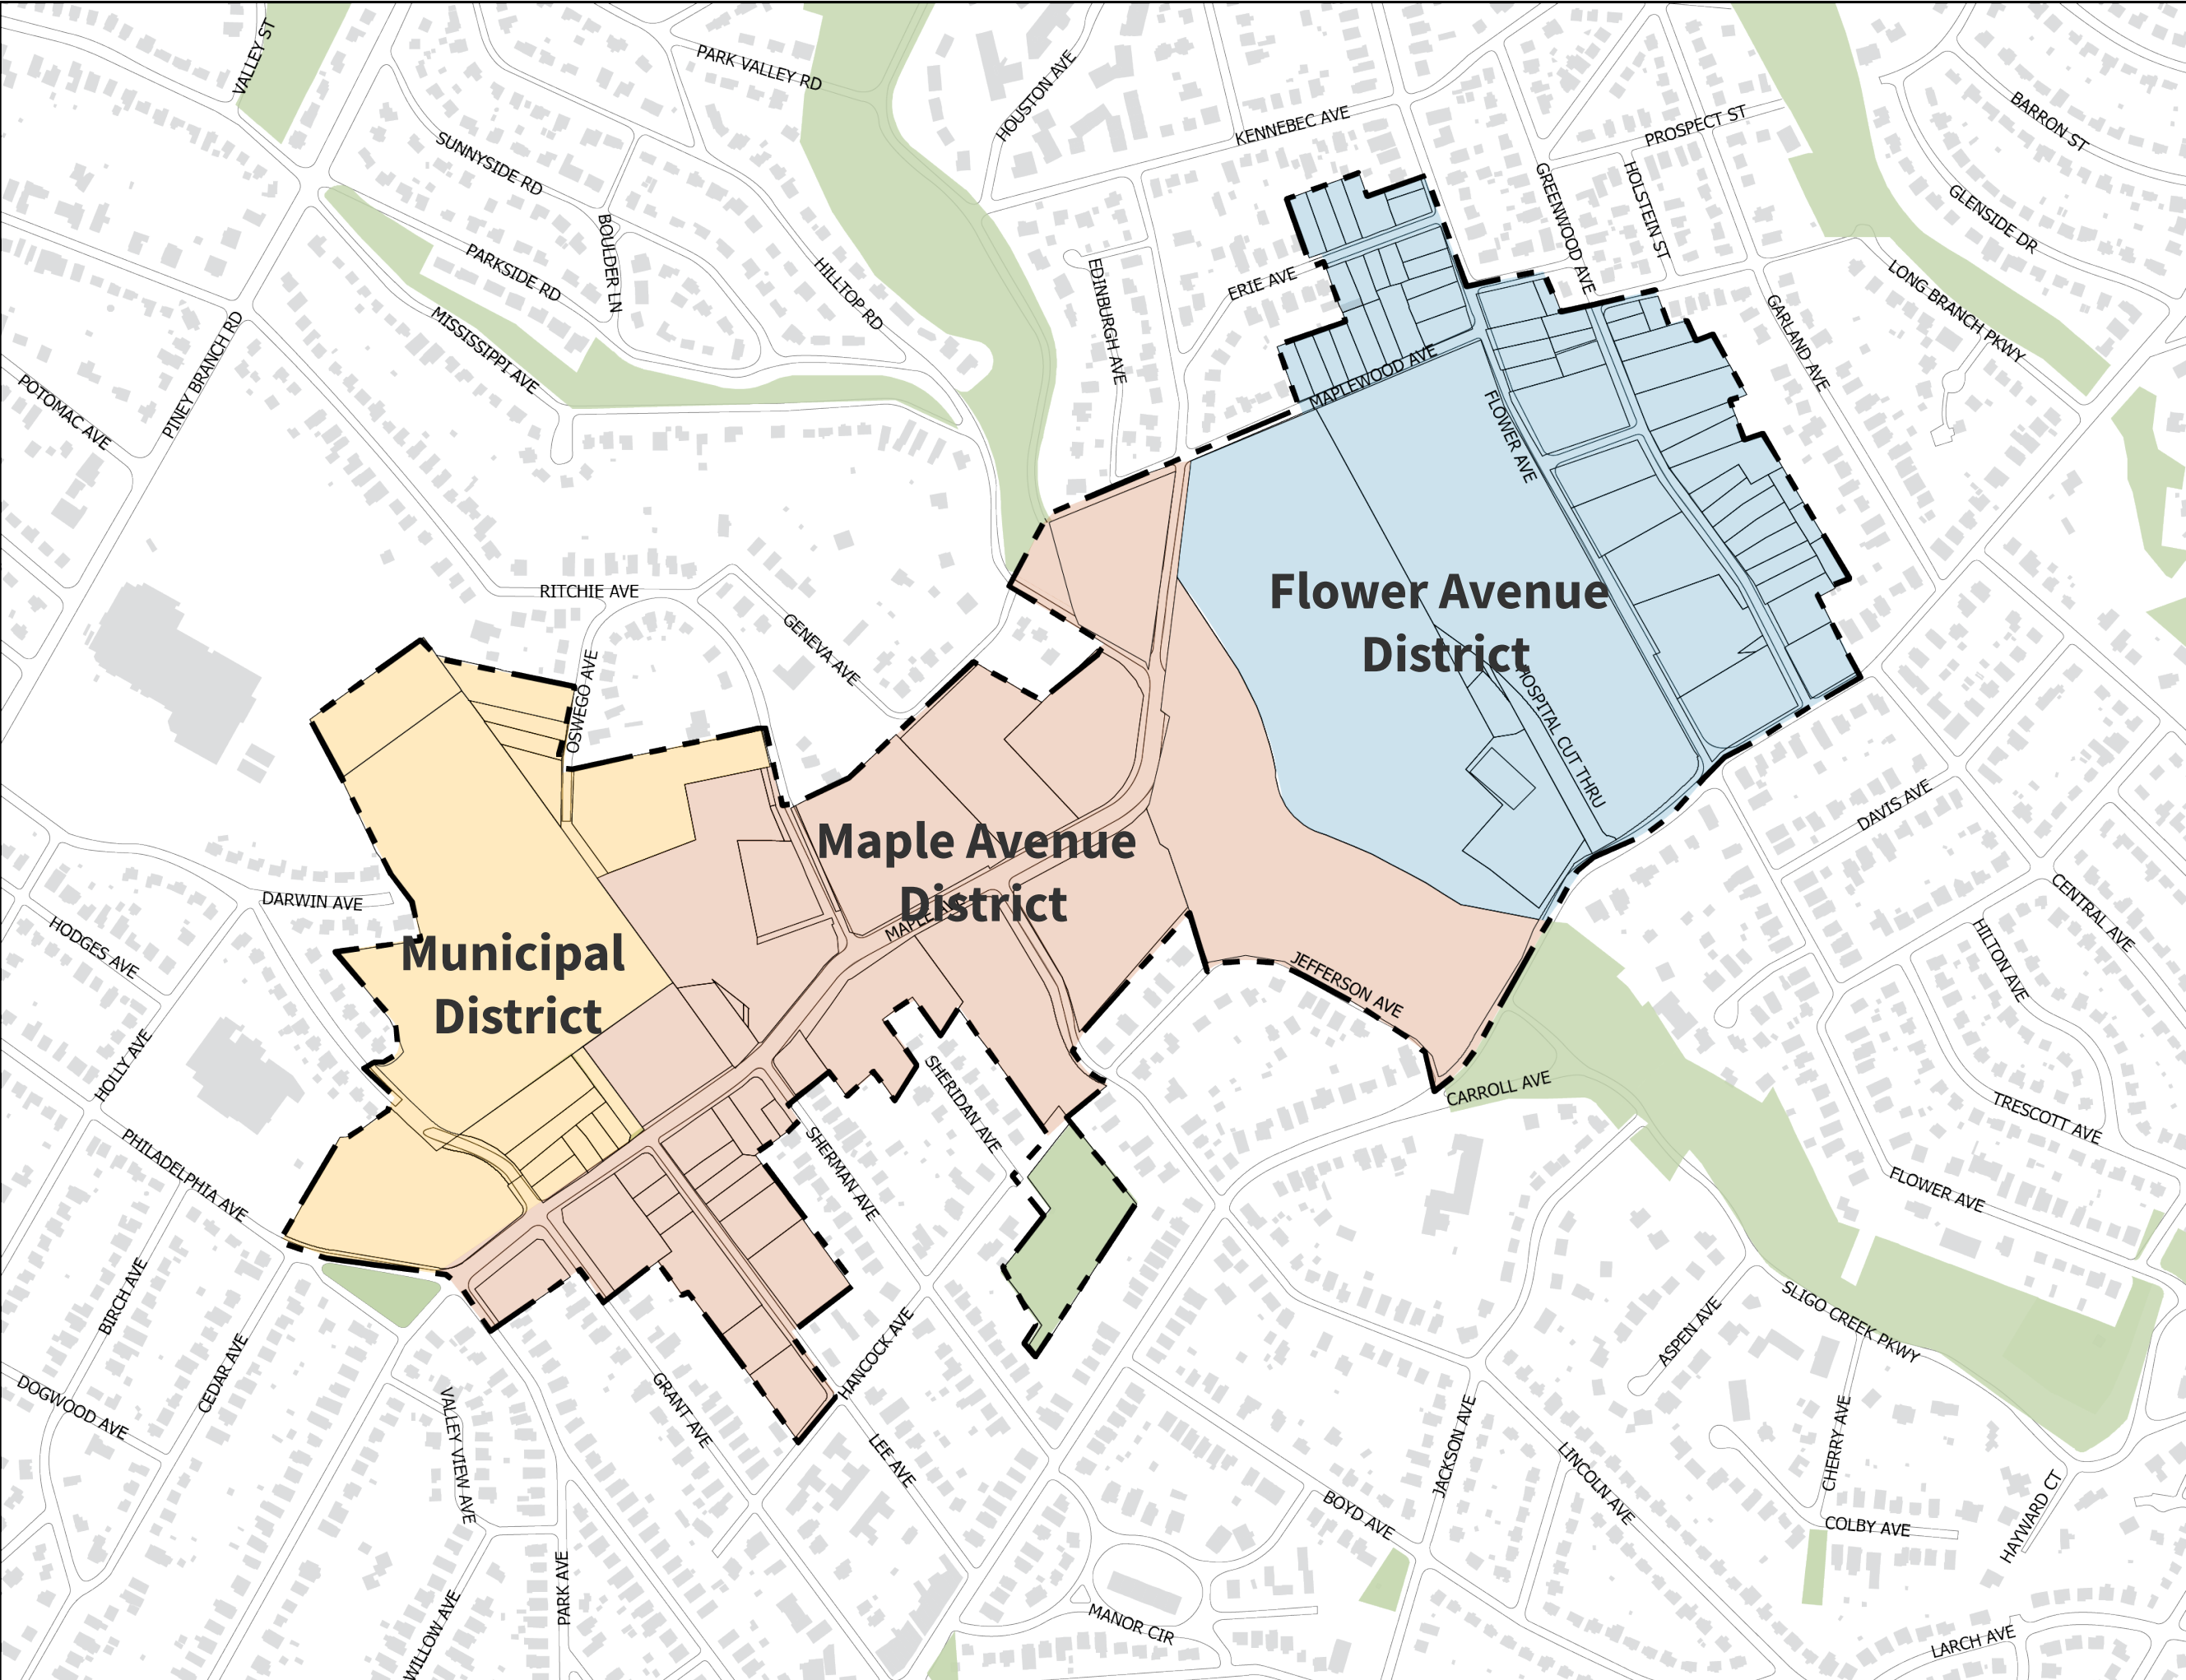 VALLEY ST
PARK VALLEY RD
HOUSTON AVE
KENNEBEC AVE
PROSPECT ST
BARRON ST
SUNNYSIDE RD
BOULDER LN
PARKSIDE RD
HILLTOP RD
EDINBURGH AVE
ERIE AVE
GREENWOOD AVE
HOLSTEIN ST
GLENSIDE DR
LONG BRANCH PKWY
GARLAND AVE
MISSISSIPPI AVE
PINEY BRANCH RD
POTOMAC AVE
MAPLEWOOD AVE
FLOWER AVE
RITCHIE AVE
GENEVA AVE
OSWEGO AVE
Flower Avenue
District
HOSPITAL CUT THRU
DAVIS AVE
Maple Avenue
District
MAPLE AVE
DARWIN AVE
HODGES AVE
Municipal
District
CENTRAL AVE
HILTON AVE
JEFFERSON AVE
HOLLY AVE
SHERIDAN AVE
CARROLL AVE
TRESCOTT AVE
PHILADELPHIA AVE
SHERMAN AVE
FLOWER AVE
BIRCH AVE
CEDAR AVE
DOGWOOD AVE
VALLEY VIEW AVE
GRANT AVE
HANCOCK AVE
LEE AVE
SLIGO CREEK PKWY
ASPEN AVE
CHERRY AVE
JACKSON AVE
LINCOLN AVE
BOYD AVE
COLBY AVE
HAYWARD CT
PARK AVE
WILLOW AVE
MANOR CIR
LARCH AVE